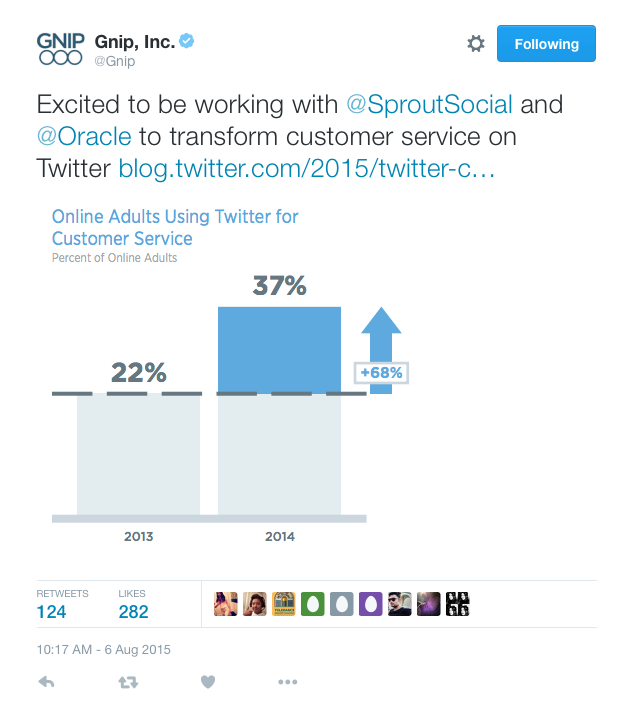 GNIP Gnip, Inc.
@Gnip
Following
Excited to be working with @SproutSocial and
@Oracle to transform customer service on
Twitter blog.twitter.com/2015/twitter-c...
Online Adults Using Twitter for
Customer Service
Percent of Online Adults
37%
+68%
22%
2013 2014
RETWEETS LIKES
124 282
10:17 AM - 6 Aug 2015